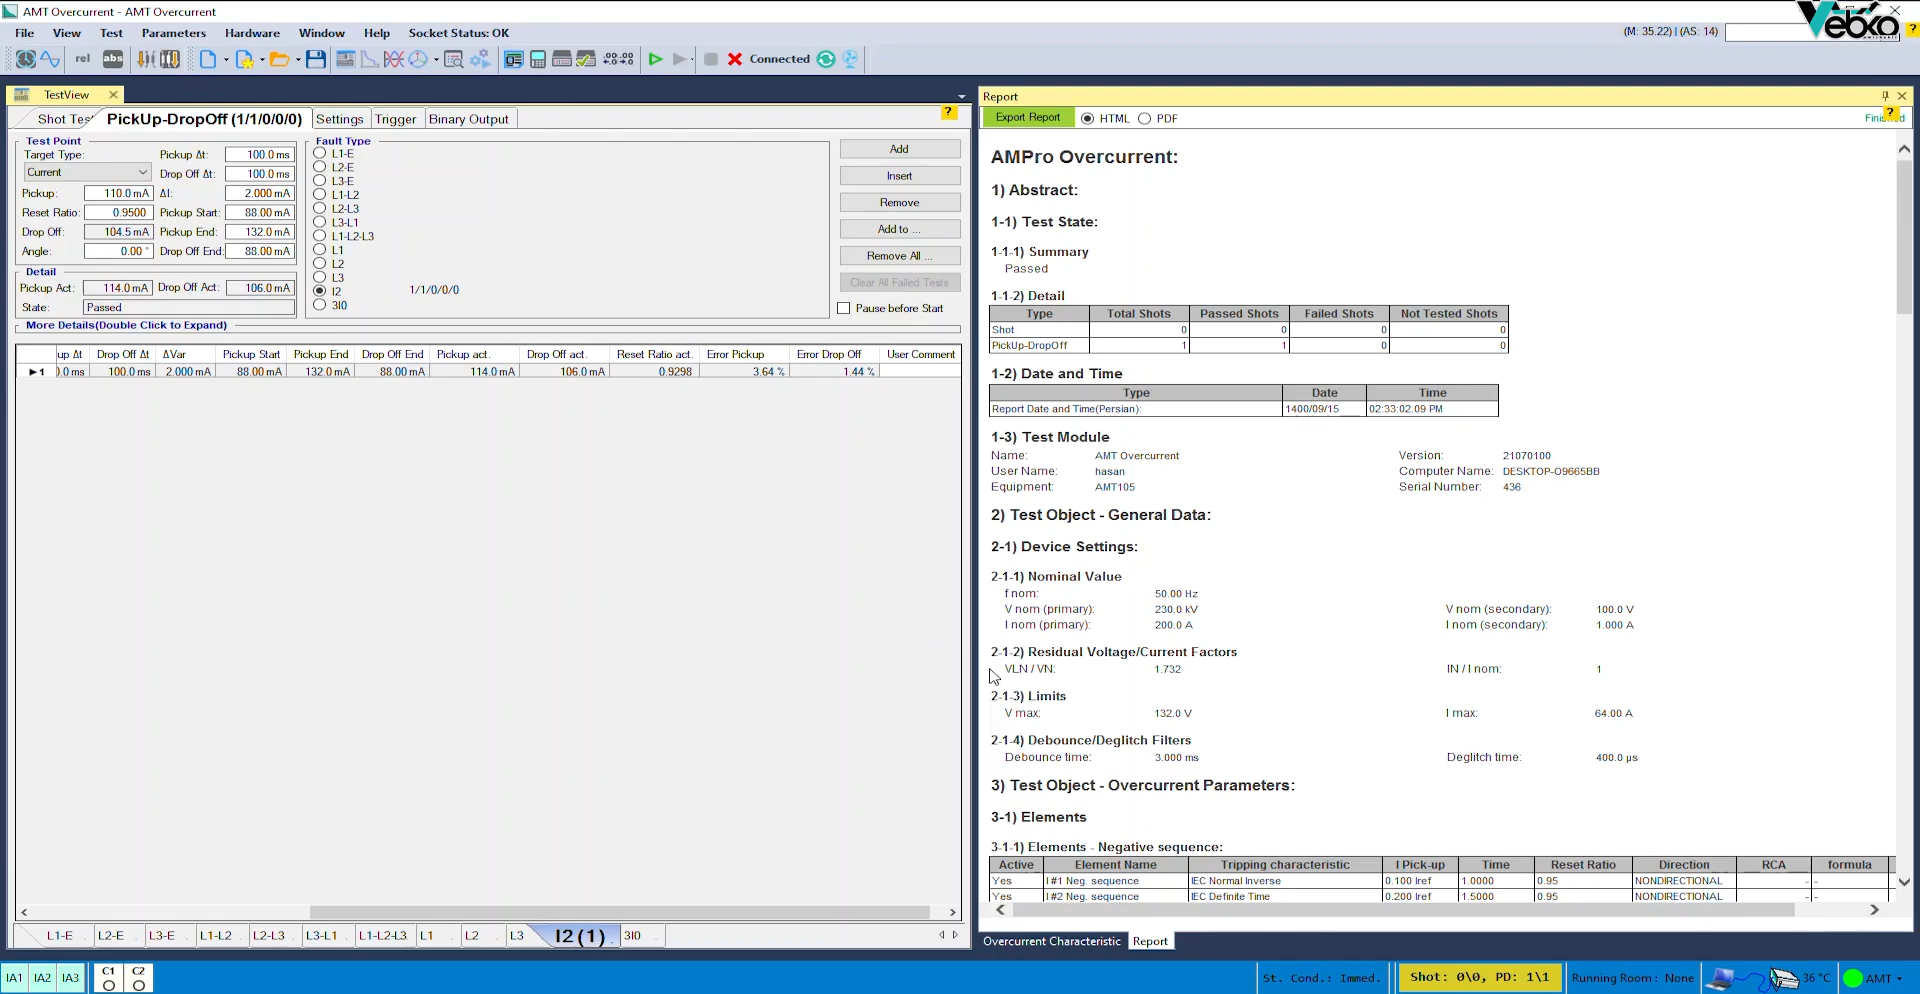 AMT Overcurrent - AMT Overcurrent
File View Test Parameters Hardware Window Help Socket Status: OK
(M: 35.22) | (AS: 14)
Vebko
rel abs Connected
TestView
Shot Test PickUp-DropOff (1/1/0/0/0) Settings Trigger Binary Output
Test Point
Target Type: Pickup Δt: 100.0 ms
Current Drop Off Δt: 100.0 ms
Pickup: 110.0 mA ΔI: 2.000 mA
Reset Ratio: 0.9500 Pickup Start: 88.00 mA
Drop Off: 104.5 mA Pickup End: 132.0 mA
Angle: 0.00 ° Drop Off End: 88.00 mA
Detail
Pickup Act: 114.0 mA Drop Off Act: 106.0 mA
State: Passed
Fault Type
L1-E
L2-E
L3-E
L1-L2
L2-L3
L3-L1
L1-L2-L3
L1
L2
L3
I2 1/1/0/0/0
3I0
Add
Insert
Remove
Add to ...
Remove All ...
Clear All Failed Tests
Pause before Start
More Details(Double Click to Expand)
up Δt Drop Off Δt ΔVar Pickup Start Pickup End Drop Off End Pickup act. Drop Off act. Reset Ratio act. Error Pickup Error Drop Off User Comment
1 0.0 ms 100.0 ms 2.000 mA 88.00 mA 132.0 mA 88.00 mA 114.0 mA 106.0 mA 0.9298 3.64 % 1.44 %
L1-E L2-E L3-E L1-L2 L2-L3 L3-L1 L1-L2-L3 L1 L2 L3 I2 (1) 3I0
Report
Export Report HTML PDF Finished
AMPro Overcurrent:
1) Abstract:
1-1) Test State:
1-1-1) Summary
Passed
1-1-2) Detail
Type Total Shots Passed Shots Failed Shots Not Tested Shots
Shot 0 0 0 0
PickUp-DropOff 1 1 0 0
1-2) Date and Time
Type Date Time
Report Date and Time(Persian): 1400/09/15 02:33:02.09 PM
1-3) Test Module
Name: AMT Overcurrent Version: 21070100
User Name: hasan Computer Name: DESKTOP-O9665BB
Equipment: AMT105 Serial Number: 436
2) Test Object - General Data:
2-1) Device Settings:
2-1-1) Nominal Value
f nom: 50.00 Hz
V nom (primary): 230.0 kV V nom (secondary): 100.0 V
I nom (primary): 200.0 A I nom (secondary): 1.000 A
2-1-2) Residual Voltage/Current Factors
VLN / VN: 1.732 IN / I nom: 1
2-1-3) Limits
V max: 132.0 V I max: 64.00 A
2-1-4) Debounce/Deglitch Filters
Debounce time: 3.000 ms Deglitch time: 400.0 µs
3) Test Object - Overcurrent Parameters:
3-1) Elements
3-1-1) Elements - Negative sequence:
Active Element Name Tripping characteristic I Pick-up Time Reset Ratio Direction RCA formula
Yes I #1 Neg. sequence IEC Normal Inverse 0.100 Iref 1.0000 0.95 NONDIRECTIONAL - -
Yes I #2 Neg. sequence IEC Definite Time 0.200 Iref 1.5000 0.95 NONDIRECTIONAL - -
Overcurrent Characteristic Report
IA1 IA2 IA3 C1 C2 St. Cond.: Immed. Shot: 0\0, PD: 1\1 Running Room: None 36 °C AMT